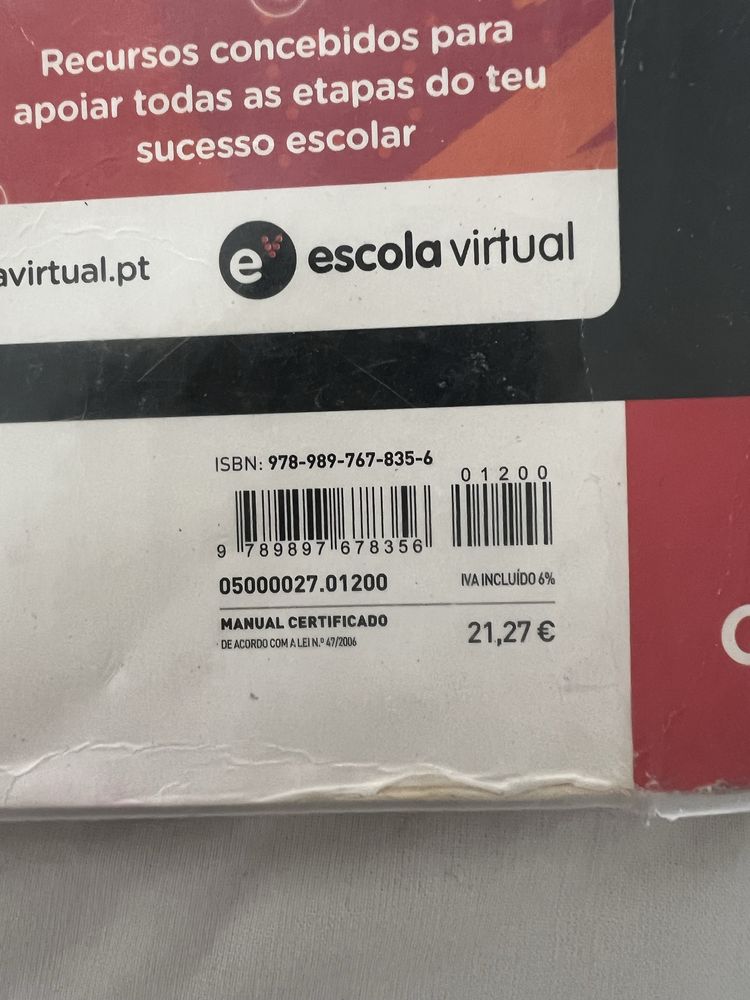 Recursos concebidos para
apoiar todas as etapas do teu
sucesso escolar
avirtual.pt
e escola virtual
ISBN: 978-989-767-835-6
01200
9 789897 678356
05000027.01200
IVA INCLUÍDO 6%
MANUAL CERTIFICADO
DE ACORDO COM A LEI N.º 47/2006
21,27 €